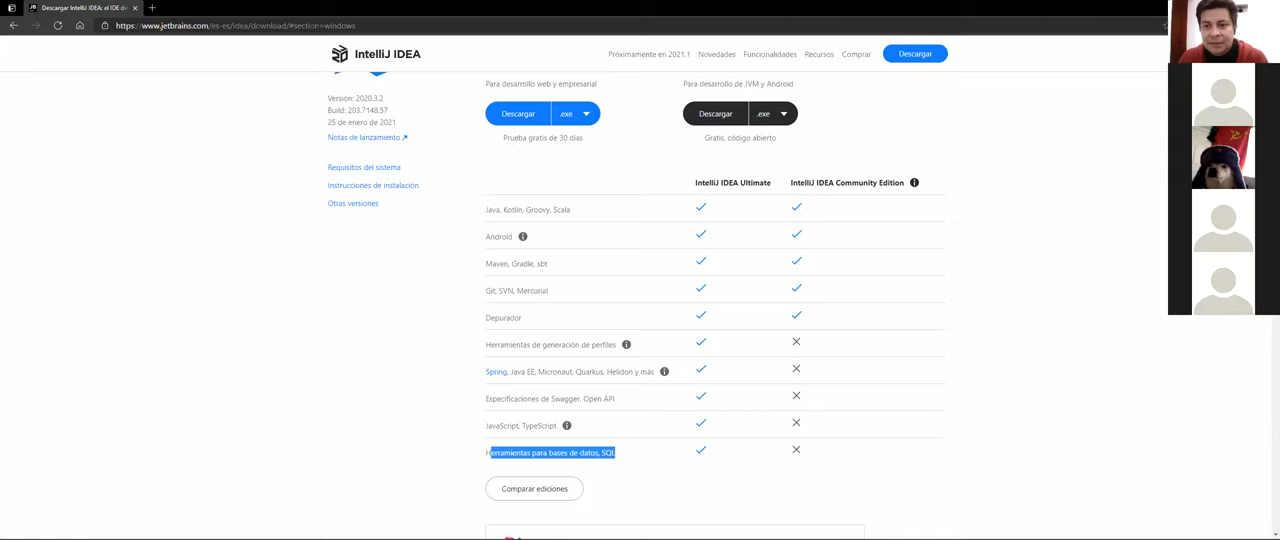 Descargar IntelliJ IDEA: el IDE de
https://www.jetbrains.com/es-es/idea/download/#section=windows
IntelliJ IDEA
Próximamente en 2021.1 Novedades Funcionalidades Recursos Comprar Descargar
Para desarrollo web y empresarial Para desarrollo de JVM y Android
Versión: 2020.3.2
Build: 203.7148.57
25 de enero de 2021
Notas de lanzamiento
Descargar .exe Descargar .exe
Prueba gratis de 30 días Gratis, código abierto
Requisitos del sistema
Instrucciones de instalación
Otras versiones
IntelliJ IDEA Ultimate IntelliJ IDEA Community Edition
Java, Kotlin, Groovy, Scala
Android
Maven, Gradle, sbt
Git, SVN, Mercurial
Depurador
Herramientas de generación de perfiles
Spring, Java EE, Micronaut, Quarkus, Helidon y más
Especificaciones de Swagger, Open API
JavaScript, TypeScript
Herramientas para bases de datos, SQL
Comparar ediciones